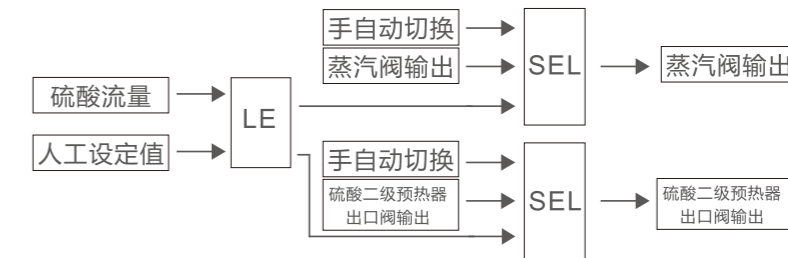 手自动切换
蒸汽阀输出
SEL
蒸汽阀输出
硫酸流量
人工设定值
LE
手自动切换
硫酸二级预热器
出口阀输出
SEL
硫酸二级预热器
出口阀输出